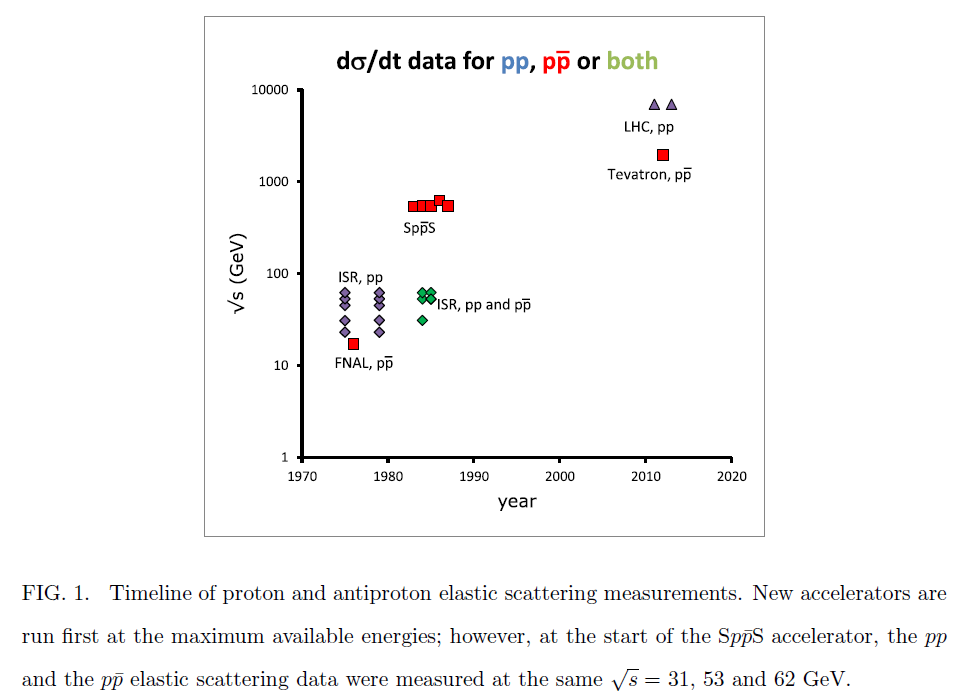 dσ/dt data for pp, pp̅ or both
10000
1000
100
10
1
√s (GeV)
LHC, pp
Tevatron, pp̅
Spp̅S
ISR, pp
ISR, pp and pp̅
FNAL, pp̅
1970 1980 1990 2000 2010 2020
year
FIG. 1. Timeline of proton and antiproton elastic scattering measurements. New accelerators are
run first at the maximum available energies; however, at the start of the Spp̅S accelerator, the pp
and the pp̅ elastic scattering data were measured at the same √s = 31, 53 and 62 GeV.